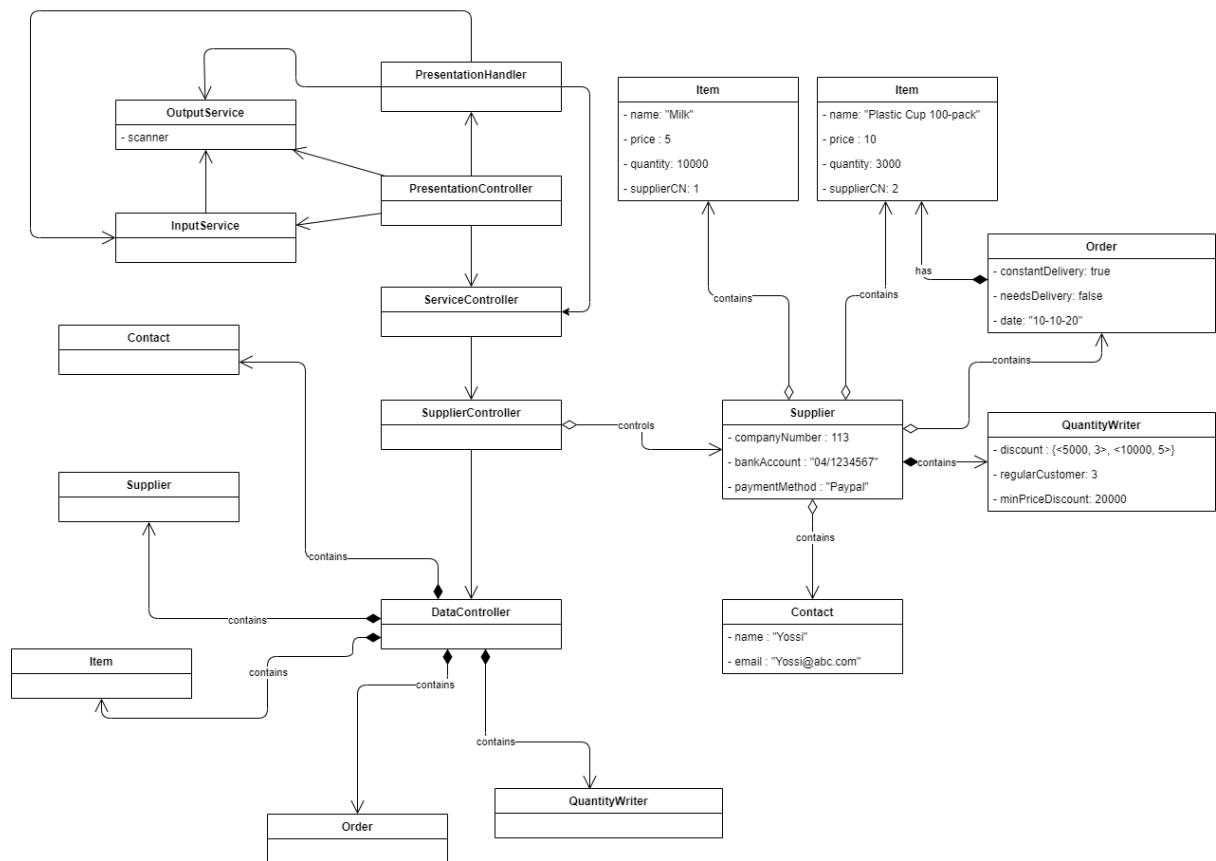 PresentationHandler
OutputService
- scanner
PresentationController
InputService
ServiceController
Contact
SupplierController
controls
Supplier
contains
DataController
contains
contains
Item
contains
contains
Order
contains
QuantityWriter
Item
- name: "Milk"
- price : 5
- quantity: 10000
- supplierCN: 1
Item
- name: "Plastic Cup 100-pack"
- price : 10
- quantity: 3000
- supplierCN: 2
contains
contains
has
Order
- constantDelivery: true
- needsDelivery: false
- date: "10-10-20"
contains
Supplier
- companyNumber : 113
- bankAccount : "04/1234567"
- paymentMethod : "Paypal"
contains
QuantityWriter
- discount : {<5000, 3>, <10000, 5>}
- regularCustomer: 3
- minPriceDiscount: 20000
contains
Contact
- name : "Yossi"
- email : "Yossi@abc.com"